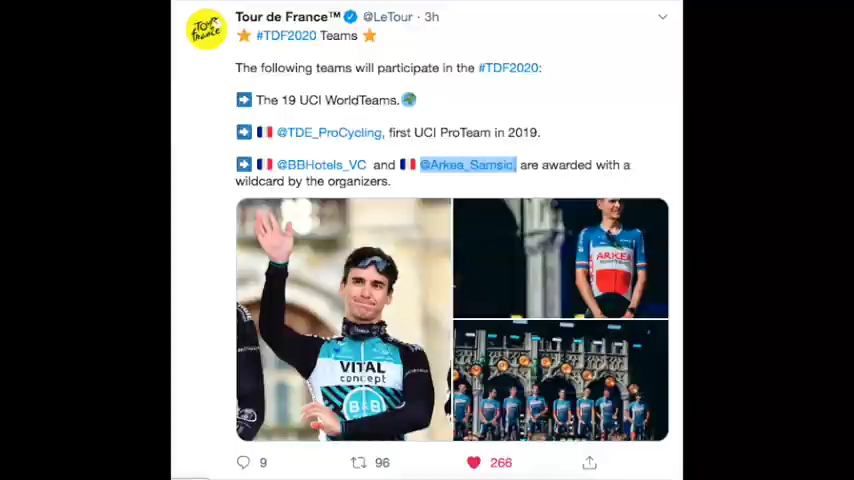 Tour de France™ @LeTour · 3h
#TDF2020 Teams
The following teams will participate in the #TDF2020:
The 19 UCI WorldTeams.
@TDE_ProCycling, first UCI ProTeam in 2019.
@BBHotels_VC and @Arkea_Samsic, are awarded with a
wildcard by the organizers.
ARKEA
VITAL
concept
B&B
9 96 266